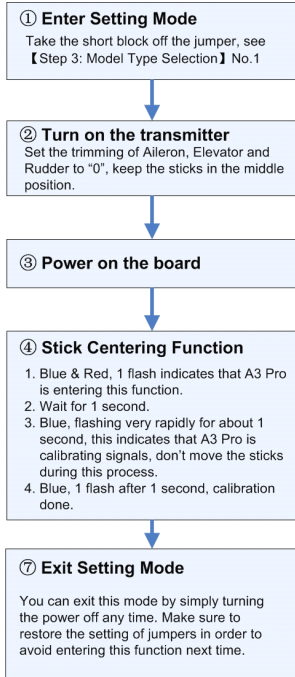 ① Enter Setting Mode
Take the short block off the jumper, see
【Step 3: Model Type Selection】No.1
② Turn on the transmitter
Set the trimming of Aileron, Elevator and
Rudder to “0”, keep the sticks in the middle
position.
③ Power on the board
④ Stick Centering Function
1. Blue & Red, 1 flash indicates that A3 Pro
is entering this function.
2. Wait for 1 second.
3. Blue, flashing very rapidly for about 1
second, this indicates that A3 Pro is
calibrating signals, don’t move the sticks
during this process.
4. Blue, 1 flash after 1 second, calibration
done.
⑦ Exit Setting Mode
You can exit this mode by simply turning
the power off any time. Make sure to
restore the setting of jumpers in order to
avoid entering this function next time.